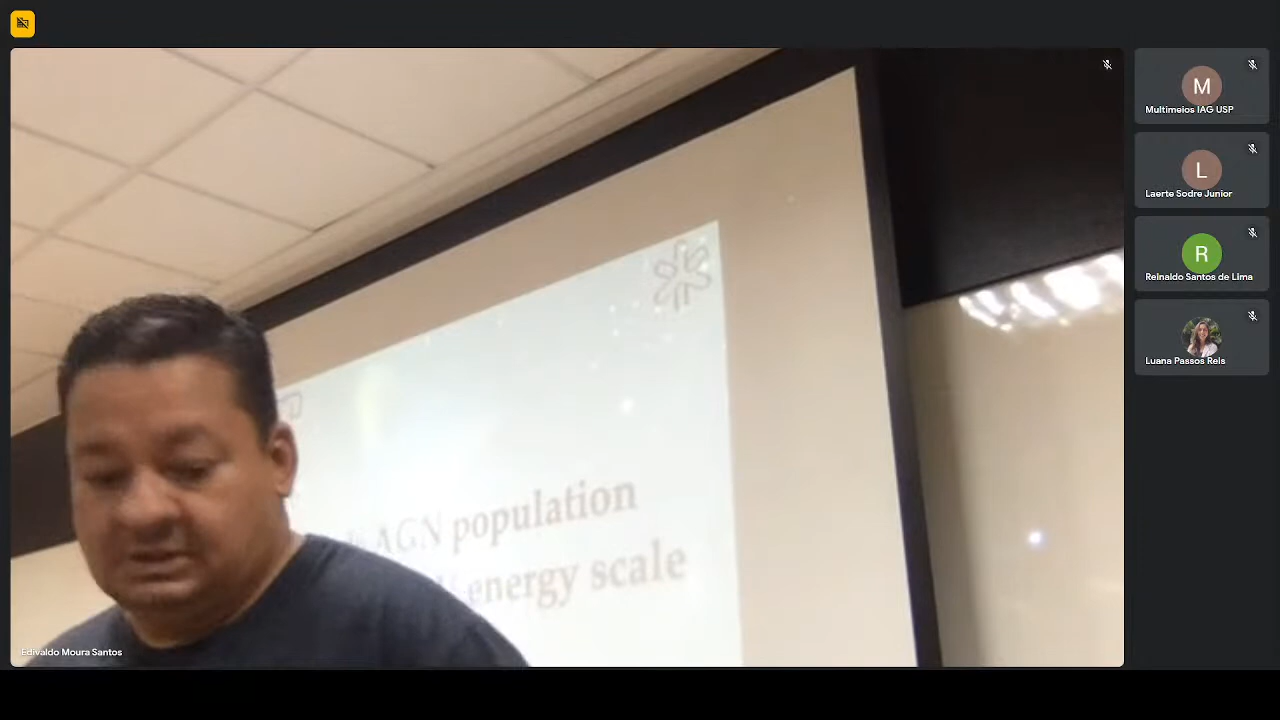 AGN population
energy scale
Edivaldo Moura Santos
M
Multimeios IAG USP
L
Laerte Sodre Junior
R
Reinaldo Santos de Lima
Luana Passos Reis